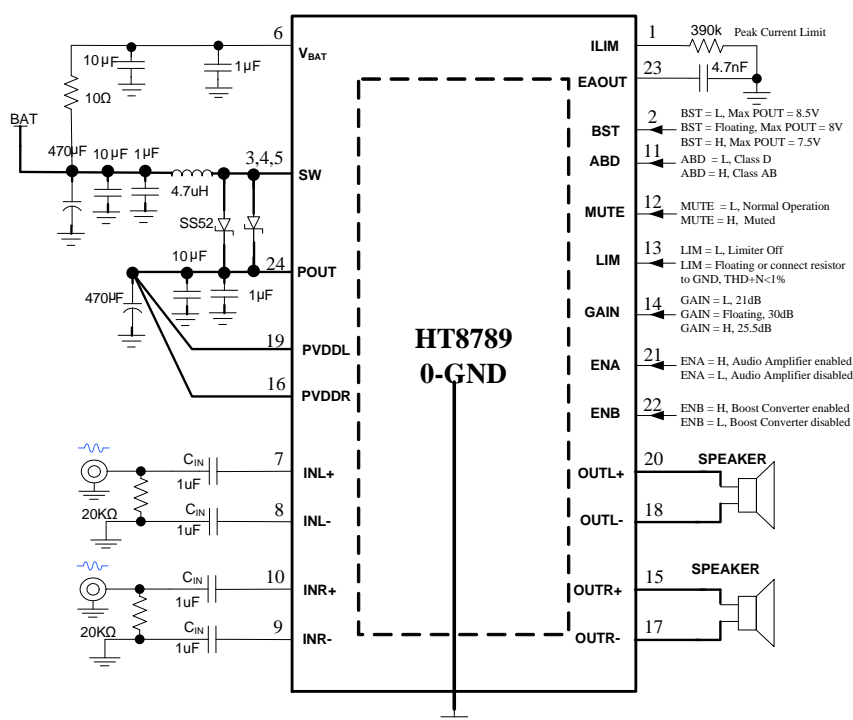 6
V_BAT
10µF
1µF
10Ω
BAT
470µF
10µF
1µF
4.7uH
3,4,5
SW
SS52
24
POUT
10µF
470µF
1µF
19
PVDDL
16
PVDDR
C_IN
7
INL+
1uF
20KΩ
C_IN
8
INL-
1uF
C_IN
10
INR+
1uF
20KΩ
C_IN
9
INR-
1uF
HT8789
0-GND
ILIM
1
390k
Peak Current Limit
EAOUT
23
4.7nF
BST
2
BST = L, Max POUT = 8.5V
BST = Floating, Max POUT = 8V
BST = H, Max POUT = 7.5V
ABD
11
ABD = L, Class D
ABD = H, Class AB
MUTE
12
MUTE = L, Normal Operation
MUTE = H, Muted
LIM
13
LIM = L, Limiter Off
LIM = Floating or connect resistor
to GND, THD+N<1%
GAIN
14
GAIN = L, 21dB
GAIN = Floating, 30dB
GAIN = H, 25.5dB
ENA
21
ENA = H, Audio Amplifier enabled
ENA = L, Audio Amplifier disabled
ENB
22
ENB = H, Boost Converter enabled
ENB = L, Boost Converter disabled
OUTL+
20
SPEAKER
OUTL-
18
OUTR+
15
SPEAKER
OUTR-
17